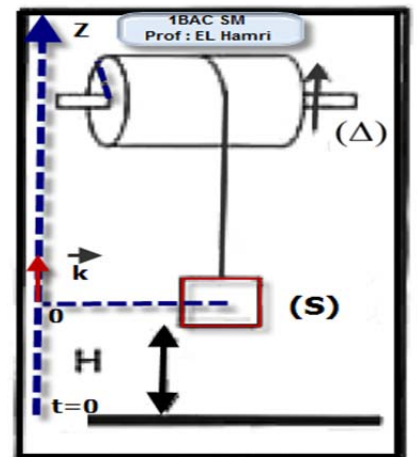 1BAC SM
Prof : EL Hamri
Z
(Δ)
k
(S)
0
H
t=0